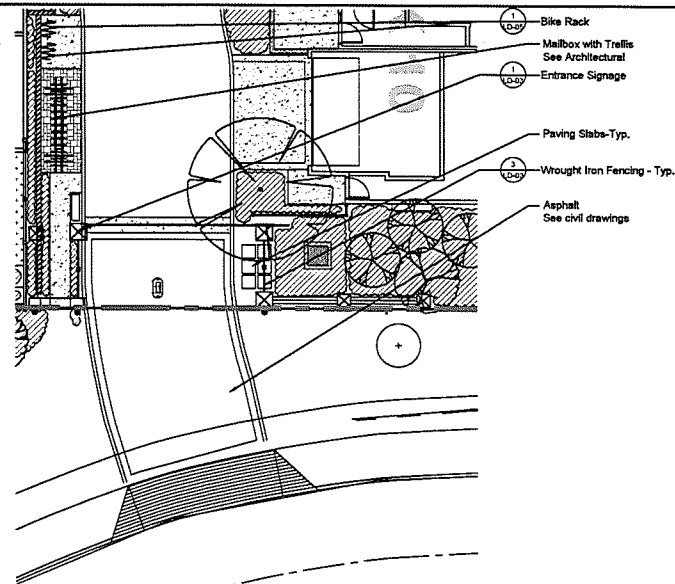 1
LD-05
Bike Rack
Mailbox with Trellis
See Architectural
1
LD-03
Entrance Signage
Paving Slabs-Typ.
3
LD-03
Wrought Iron Fencing - Typ.
Asphalt
See civil drawings